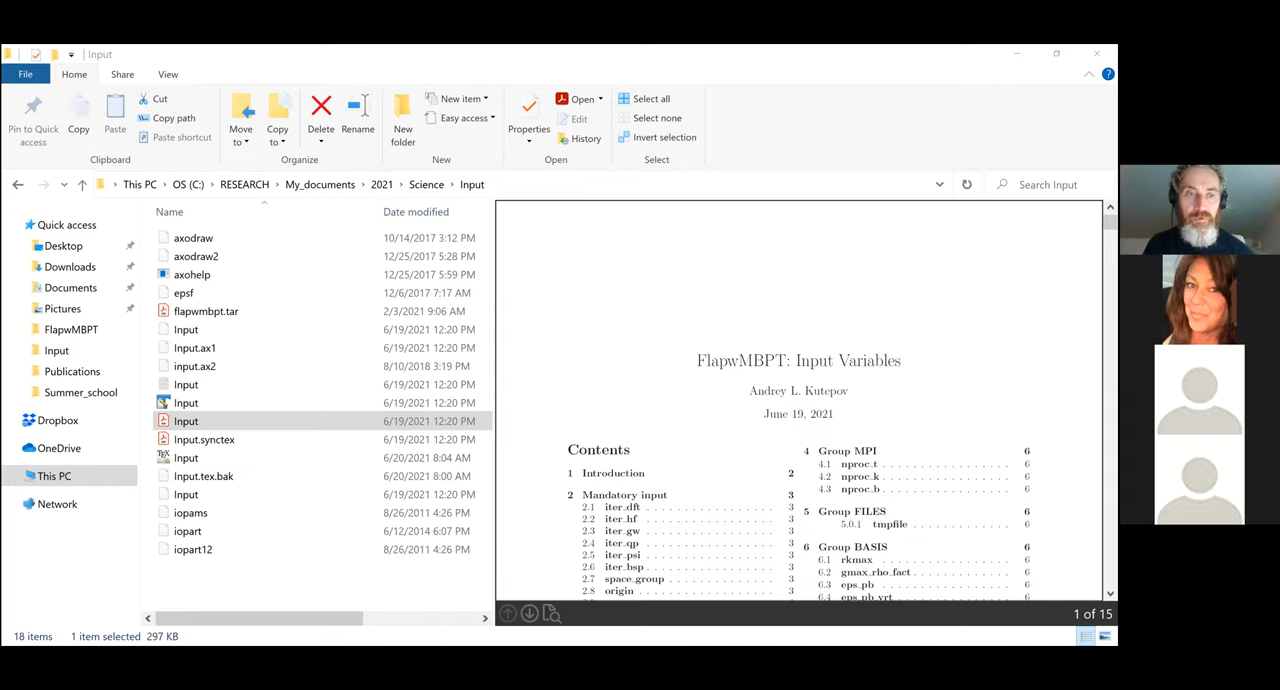 Input
File Home Share View
Pin to Quick access
Copy
Paste
Cut
Copy path
Paste shortcut
Clipboard
Move to
Copy to
Delete
Rename
Organize
New folder
New item
Easy access
New
Properties
Open
Edit
History
Open
Select all
Select none
Invert selection
Select
This PC > OS (C:) > RESEARCH > My_documents > 2021 > Science > Input
Search Input
Quick access
Desktop
Downloads
Documents
Pictures
FlapwMBPT
Input
Publications
Summer_school
Dropbox
OneDrive
This PC
Network
Name Date modified
axodraw 10/14/2017 3:12 PM
axodraw2 12/25/2017 5:28 PM
axohelp 12/25/2017 5:59 PM
epsf 12/6/2017 7:17 AM
flapwmbpt.tar 2/3/2021 9:06 AM
Input 6/19/2021 12:20 PM
Input.ax1 6/19/2021 12:20 PM
input.ax2 8/10/2018 3:19 PM
Input 6/19/2021 12:20 PM
Input 6/19/2021 12:20 PM
Input 6/19/2021 12:20 PM
Input.synctex 6/19/2021 12:20 PM
Input 6/20/2021 8:04 AM
Input.tex.bak 6/20/2021 8:00 AM
Input 6/19/2021 12:20 PM
iopams 8/26/2011 4:26 PM
iopart 6/12/2014 6:07 PM
iopart12 8/26/2011 4:26 PM
FlapwMBPT: Input Variables
Andrey L. Kutepov
June 19, 2021
Contents
1 Introduction 2
2 Mandatory input 3
2.1 iter_dft . . . . . . . . . . . . . 3
2.2 iter_hf . . . . . . . . . . . . . 3
2.3 iter_gw . . . . . . . . . . . . . 3
2.4 iter_qp . . . . . . . . . . . . . 3
2.5 iter_psi . . . . . . . . . . . . . 3
2.6 iter_bsp . . . . . . . . . . . . . 3
2.7 space_group . . . . . . . . . . 3
2.8 origin . . . . . . . . . . . . . 3
4 Group MPI 6
4.1 nproc_t . . . . . . . . . . . . . 6
4.2 nproc_k . . . . . . . . . . . . . 6
4.3 nproc_b . . . . . . . . . . . . . 6
5 Group FILES 6
5.0.1 tmpfile . . . . . . . . . . 6
6 Group BASIS 6
6.1 rkmax . . . . . . . . . . . . . 6
6.2 gmax_rho_fact . . . . . . . . . 6
6.3 eps_pb . . . . . . . . . . . . . 6
6.4 eps_pb_vrt . . . . . . . . . . . 6
1 of 15
18 items 1 item selected 297 KB